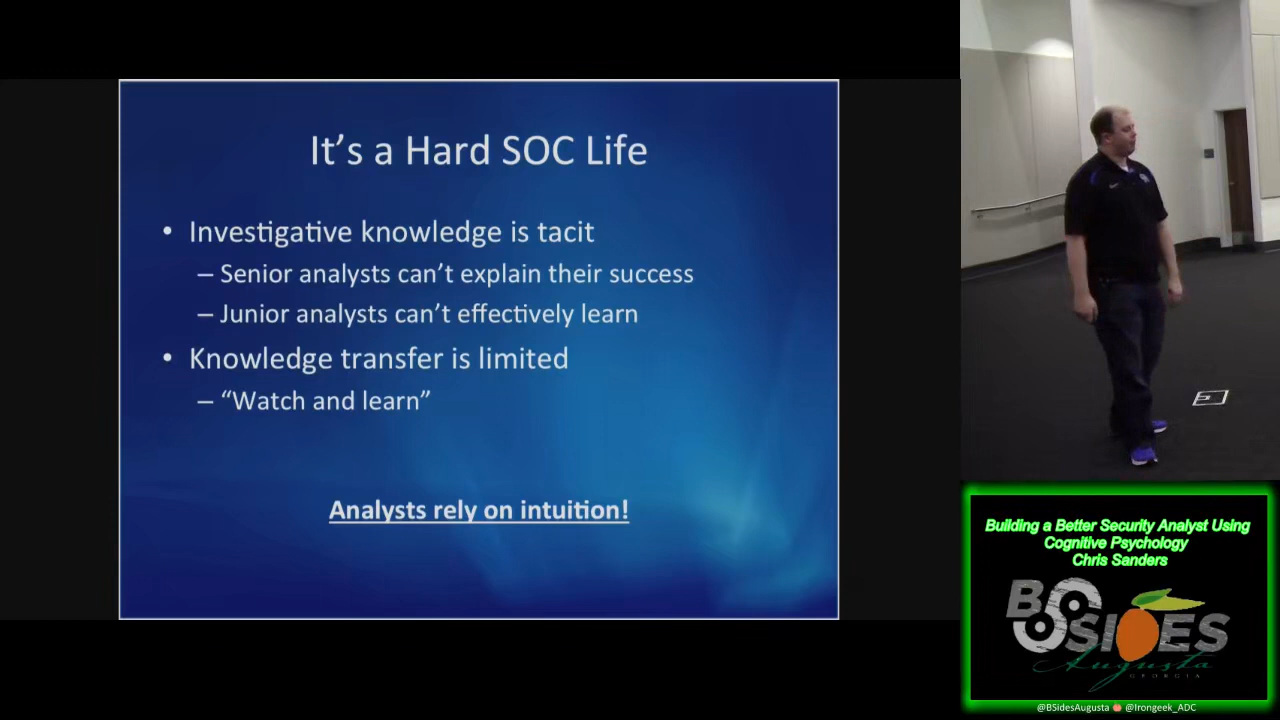 It's a Hard SOC Life
• Investigative knowledge is tacit
– Senior analysts can't explain their success
– Junior analysts can't effectively learn
• Knowledge transfer is limited
– “Watch and learn”
Analysts rely on intuition!
Building a Better Security Analyst Using
Cognitive Psychology
Chris Sanders
BSIDES
Augusta
GEORGIA
@BSidesAugusta @Irongeek_ADC